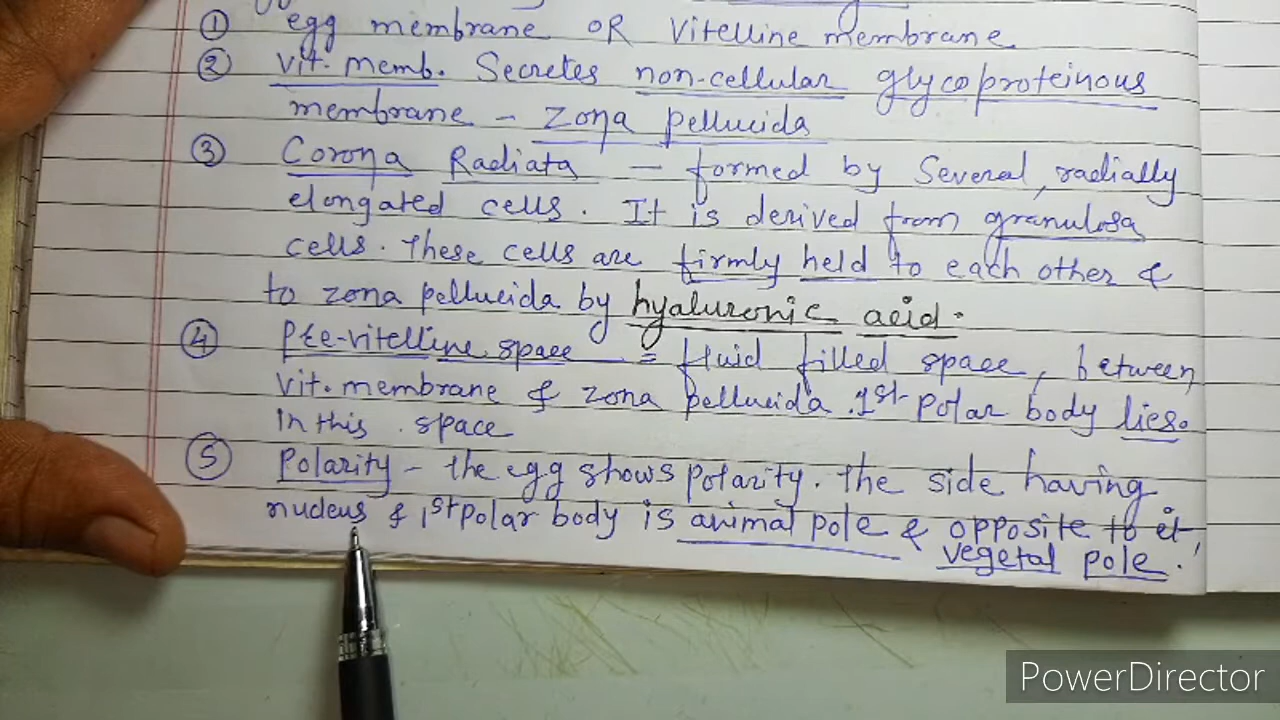 ① egg membrane OR Vitelline membrane
② Vit. memb. Secretes non-cellular glycoproteinous
membrane - Zona pellucida
③ Corona Radiata - formed by Several, radially
elongated cells. It is derived from granulosa
cells. These cells are firmly held to each other &
to zona pellucida by hyaluronic acid.
④ Pre-vitelline space = fluid filled space, between
vit. membrane & zona pellucida. 1st Polar body lies.
in this. space
⑤ Polarity - the egg shows polarity. The side having
nucleus & 1st polar body is animal pole & opposite to it,
vegetal pole.
PowerDirector